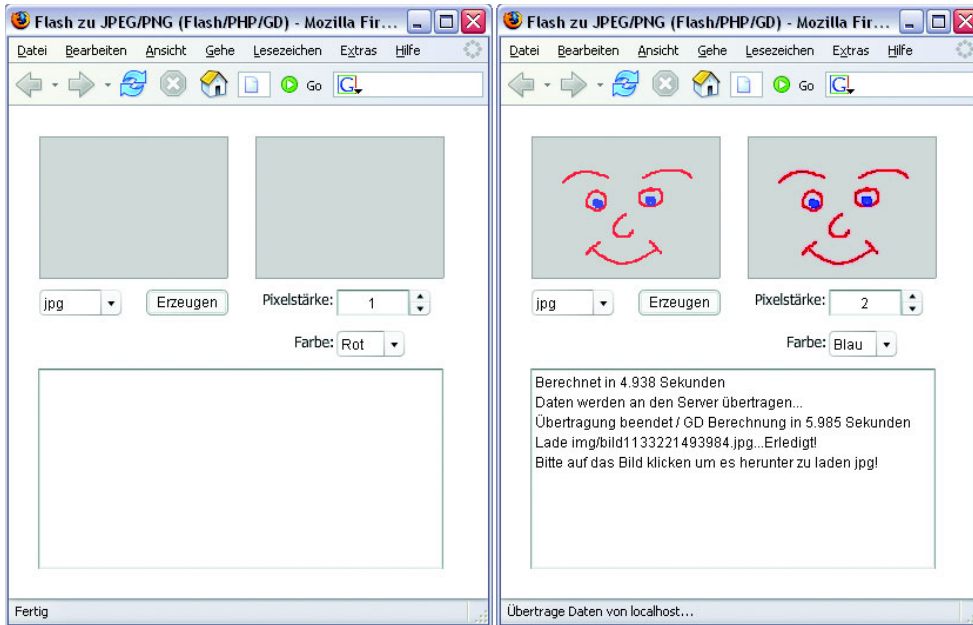 Flash zu JPEG/PNG (Flash/PHP/GD) - Mozilla Fir...
Datei Bearbeiten Ansicht Gehe Lesezeichen Extras Hilfe
Go G
jpg Erzeugen Pixelstärke: 1
Farbe: Rot
Fertig
Flash zu JPEG/PNG (Flash/PHP/GD) - Mozilla Fir...
Datei Bearbeiten Ansicht Gehe Lesezeichen Extras Hilfe
Go G
jpg Erzeugen Pixelstärke: 2
Farbe: Blau
Berechnet in 4.938 Sekunden
Daten werden an den Server übertragen...
Übertragung beendet / GD Berechnung in 5.985 Sekunden
Lade img/bild1133221493984.jpg...Erledigt!
Bitte auf das Bild klicken um es herunter zu laden jpg!
Übertrage Daten von localhost...